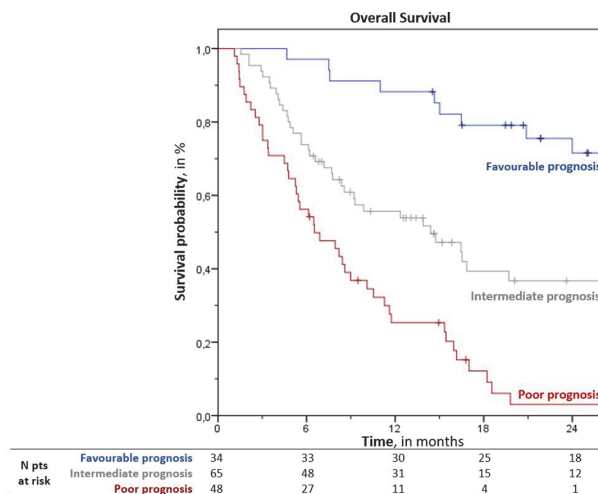 Overall Survival
1,0
0,8
0,6
0,4
0,2
0,0
Survival probability, in %
Favourable prognosis
Intermediate prognosis
Poor prognosis
0 6 12 18 24
Time, in months
N pts at risk
Favourable prognosis 34 33 30 25 18
Intermediate prognosis 65 48 31 15 12
Poor prognosis 48 27 11 4 1